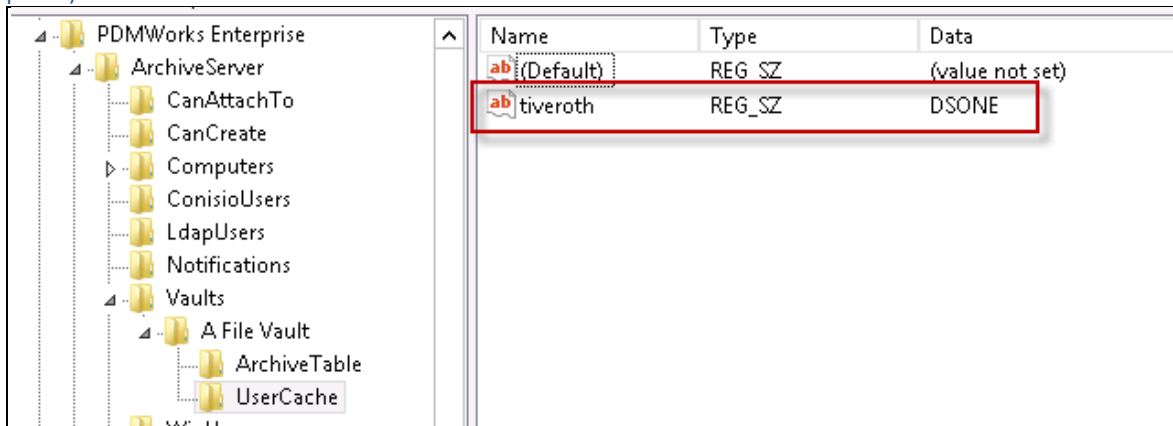 PDMWorks Enterprise
ArchiveServer
CanAttachTo
CanCreate
Computers
ConisioUsers
LdapUsers
Notifications
Vaults
A File Vault
ArchiveTable
UserCache
Name Type Data
(Default) REG_SZ (value not set)
tiveroth REG_SZ DSONE